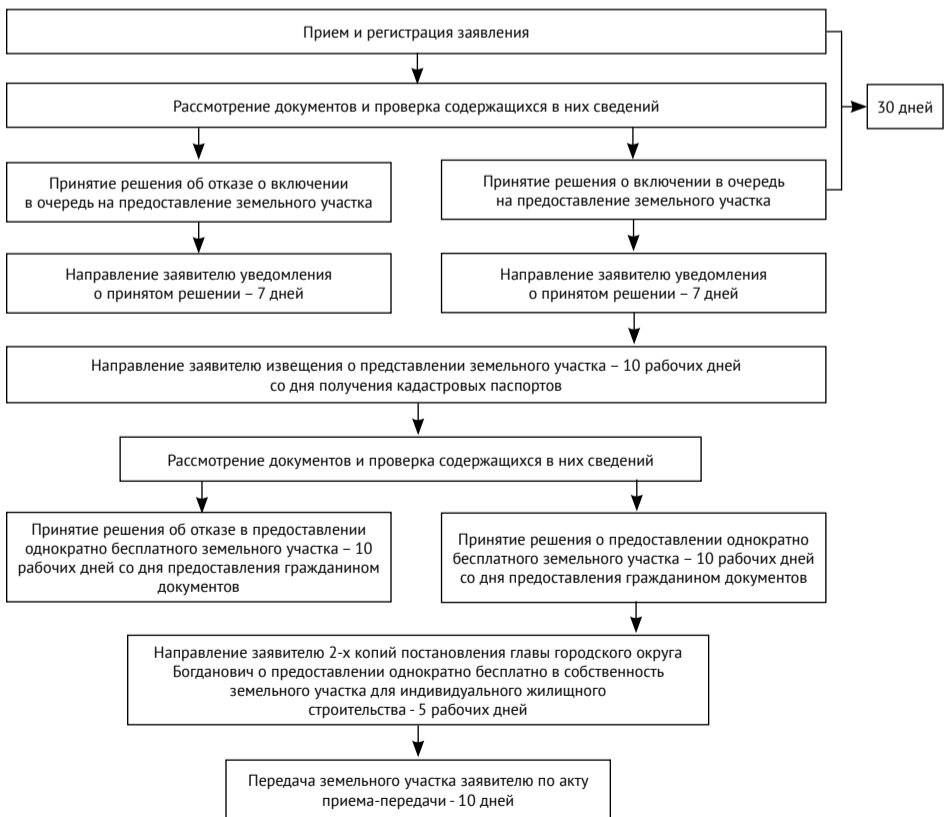 Прием и регистрация заявления
Рассмотрение документов и проверка содержащихся в них сведений
30 дней
Принятие решения об отказе о включении
в очередь на предоставление земельного участка
Принятие решения о включении в очередь
на предоставление земельного участка
Направление заявителю уведомления
о принятом решении – 7 дней
Направление заявителю уведомления
о принятом решении – 7 дней
Направление заявителю извещения о представлении земельного участка – 10 рабочих дней
со дня получения кадастровых паспортов
Рассмотрение документов и проверка содержащихся в них сведений
Принятие решения об отказе в предоставлении
однократно бесплатного земельного участка – 10
рабочих дней со дня предоставления гражданином
документов
Принятие решения о предоставлении однократно
бесплатного земельного участка – 10 рабочих дней
со дня предоставления гражданином документов
Направление заявителю 2-х копий постановления главы городского округа
Богданович о предоставлении однократно бесплатно в собственность
земельного участка для индивидуального жилищного
строительства - 5 рабочих дней
Передача земельного участка заявителю по акту
приема-передачи - 10 дней